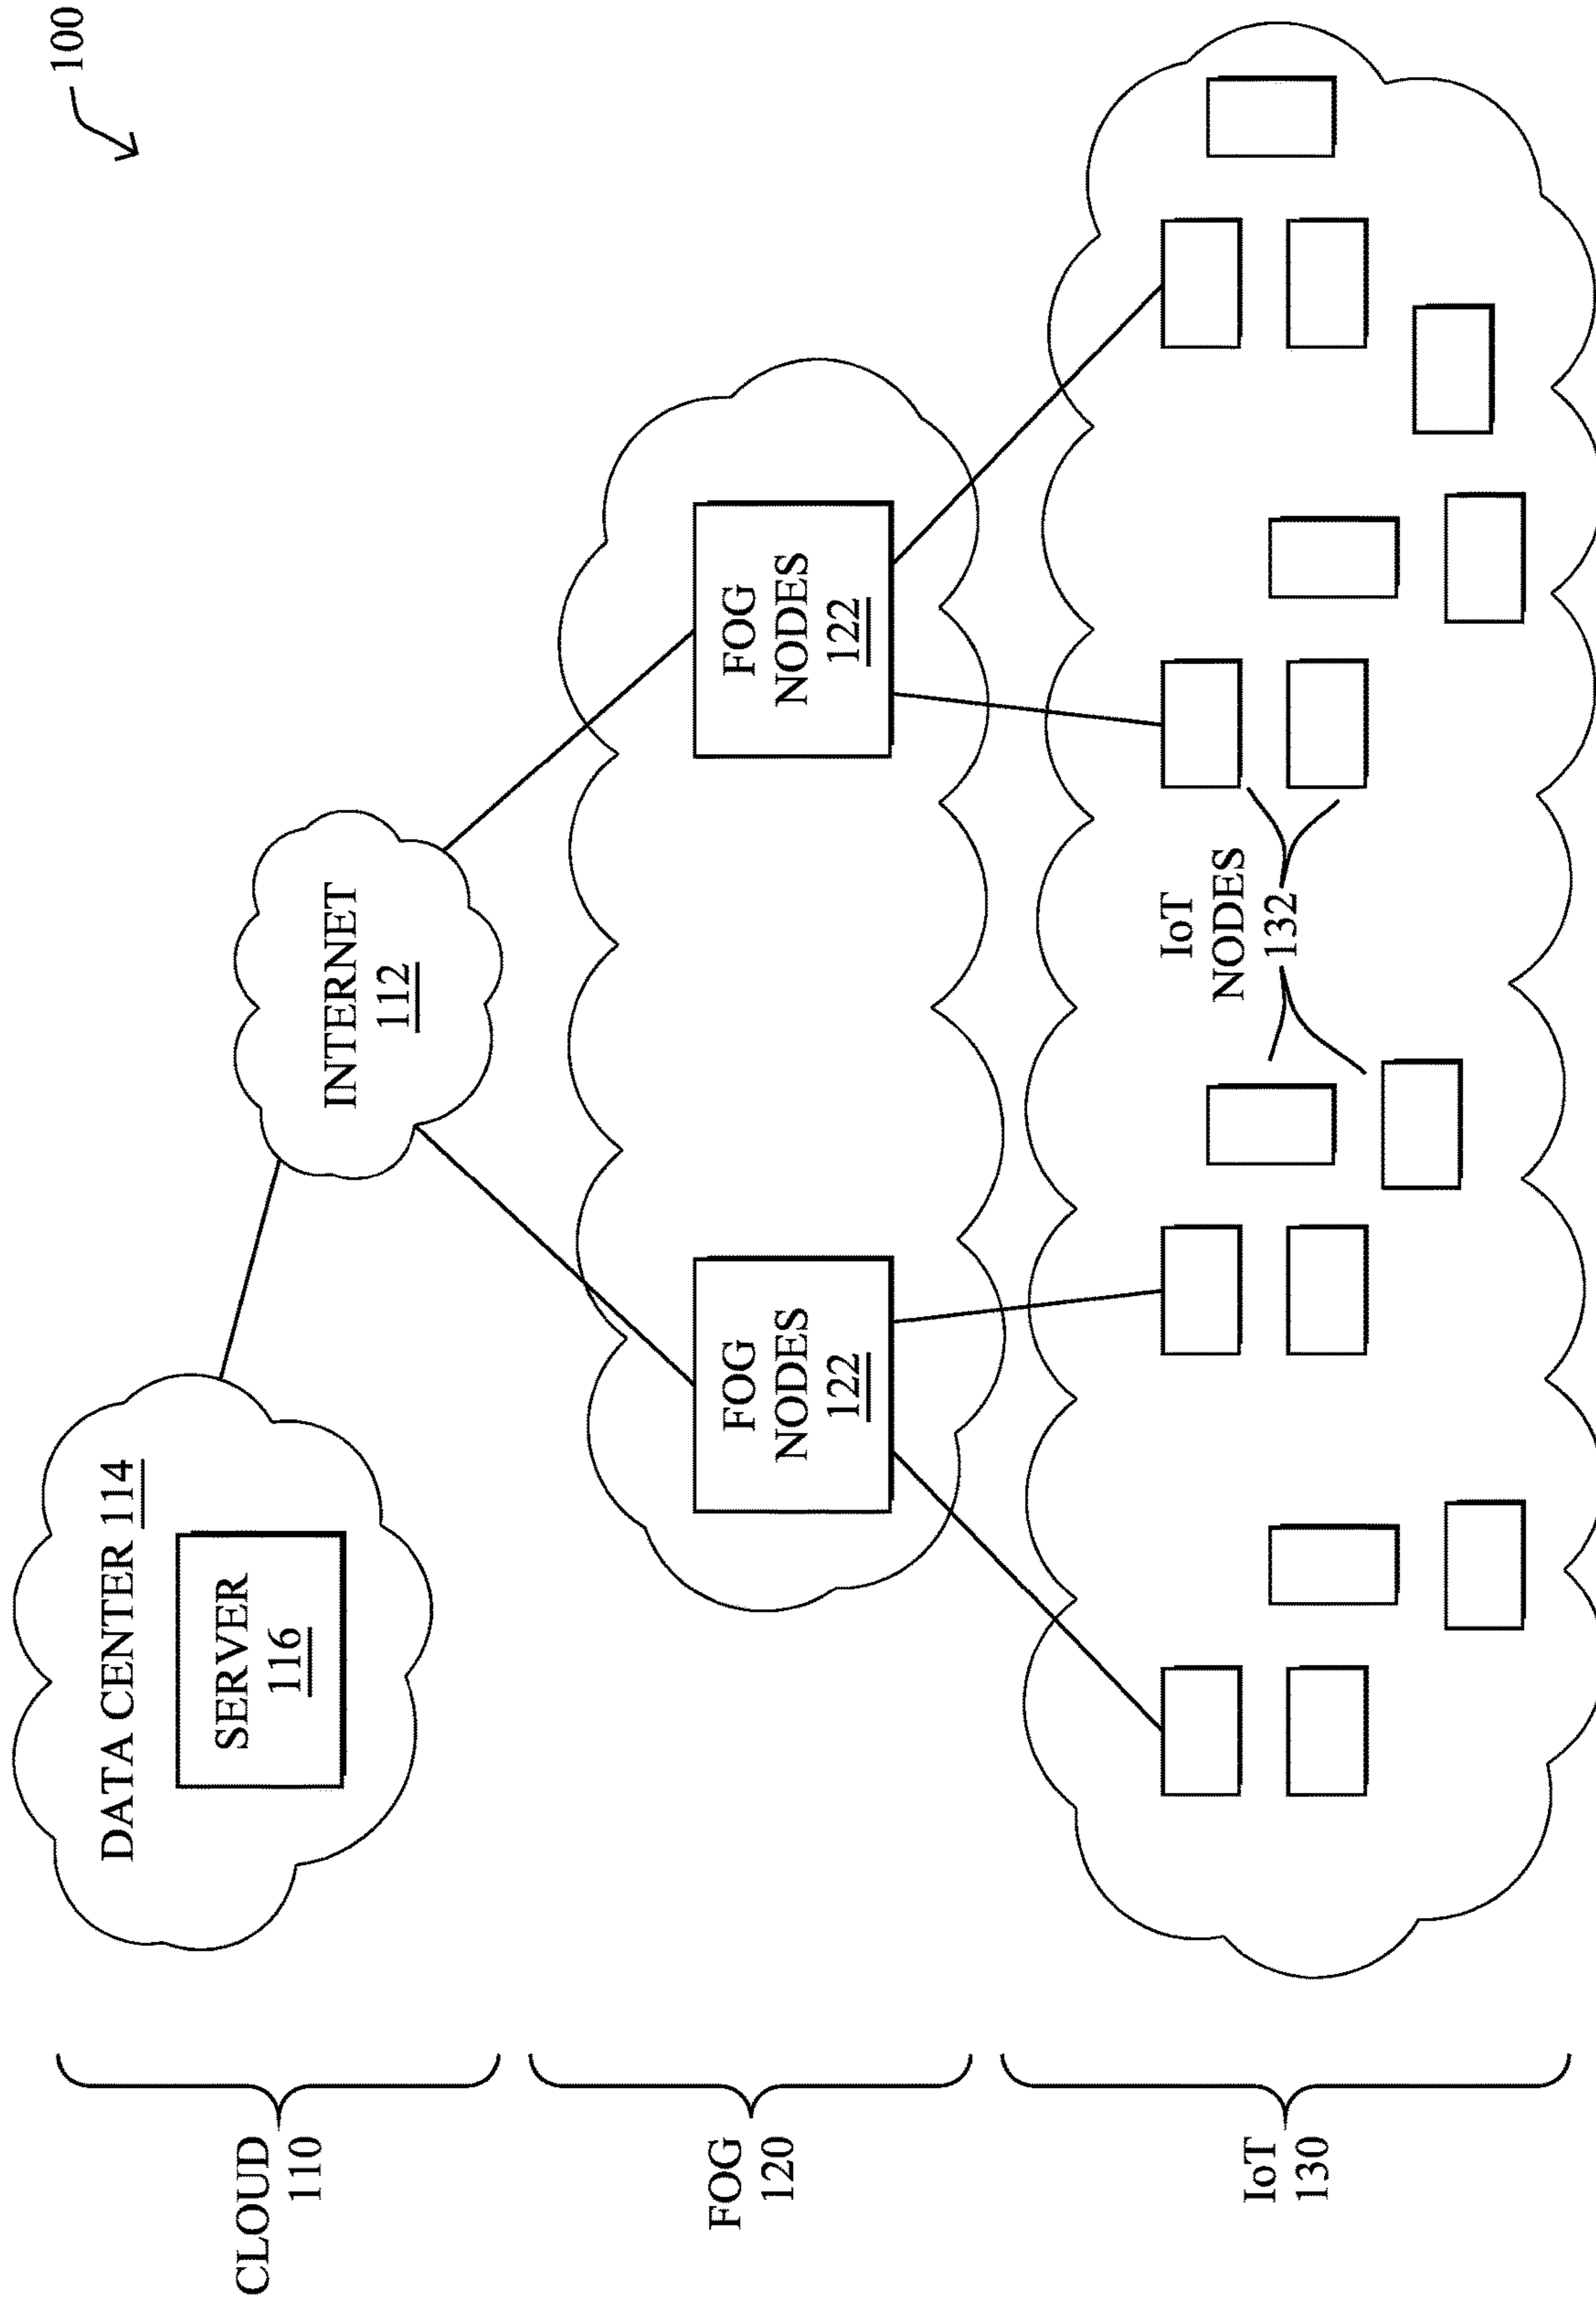 100
CLOUD
110
DATA CENTER 114
SERVER
116
INTERNET
112
FOG
120
FOG
NODES
122
FOG
NODES
122
IoT
130
IoT
NODES
132